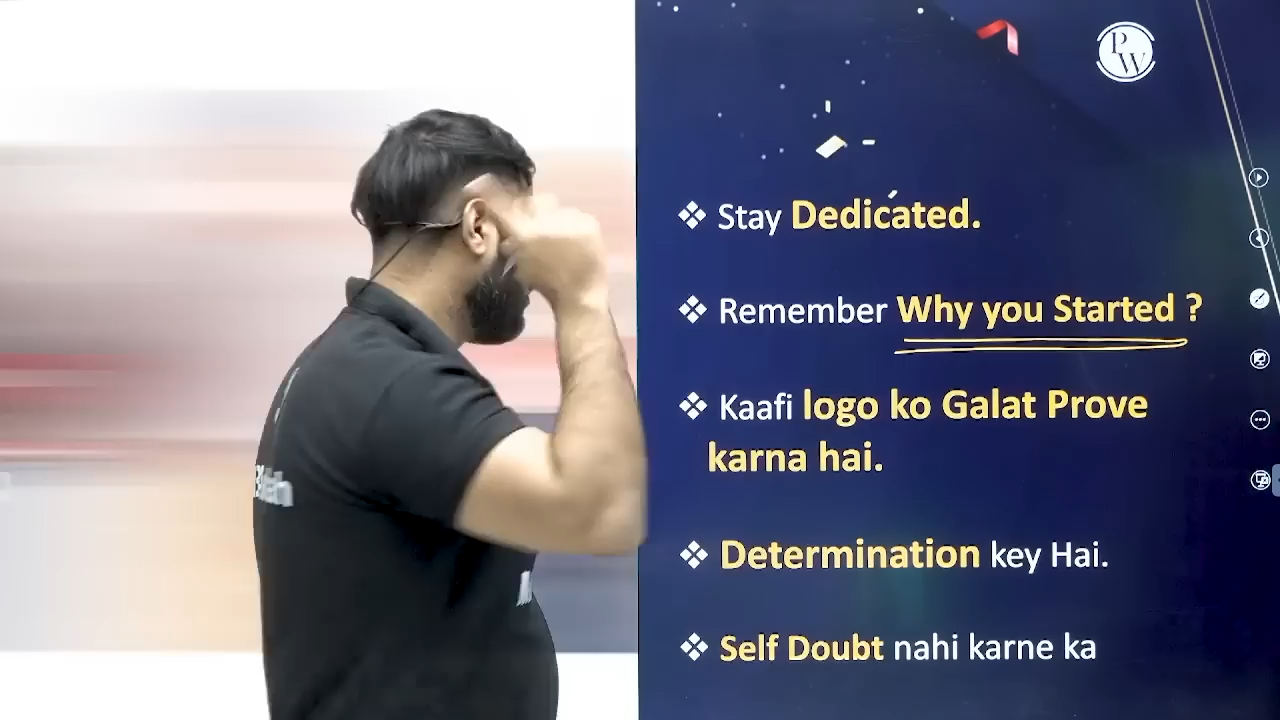 PW
❖ Stay Dedicated.
❖ Remember Why you Started ?
❖ Kaafi logo ko Galat Prove
karna hai.
❖ Determination key Hai.
❖ Self Doubt nahi karne ka